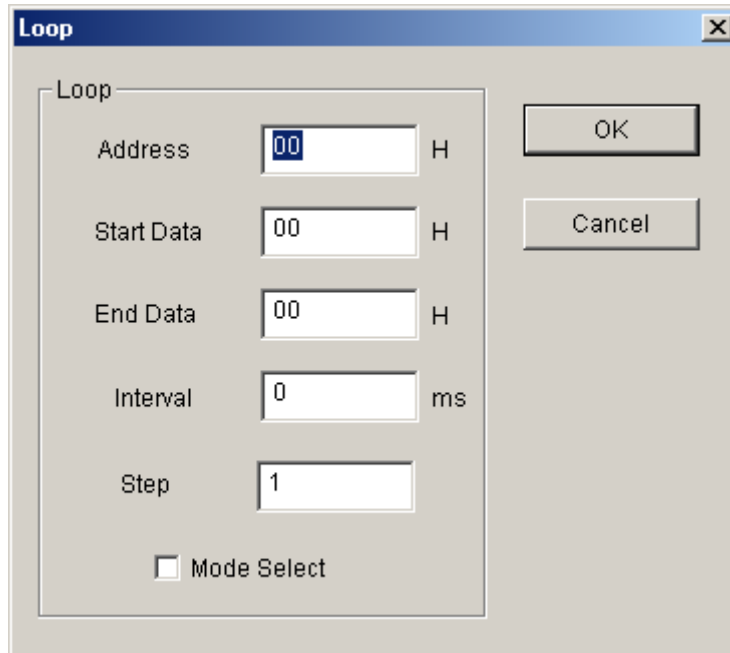 Loop
Loop
Address 00 H
Start Data 00 H
End Data 00 H
Interval 0 ms
Step 1
Mode Select
OK
Cancel